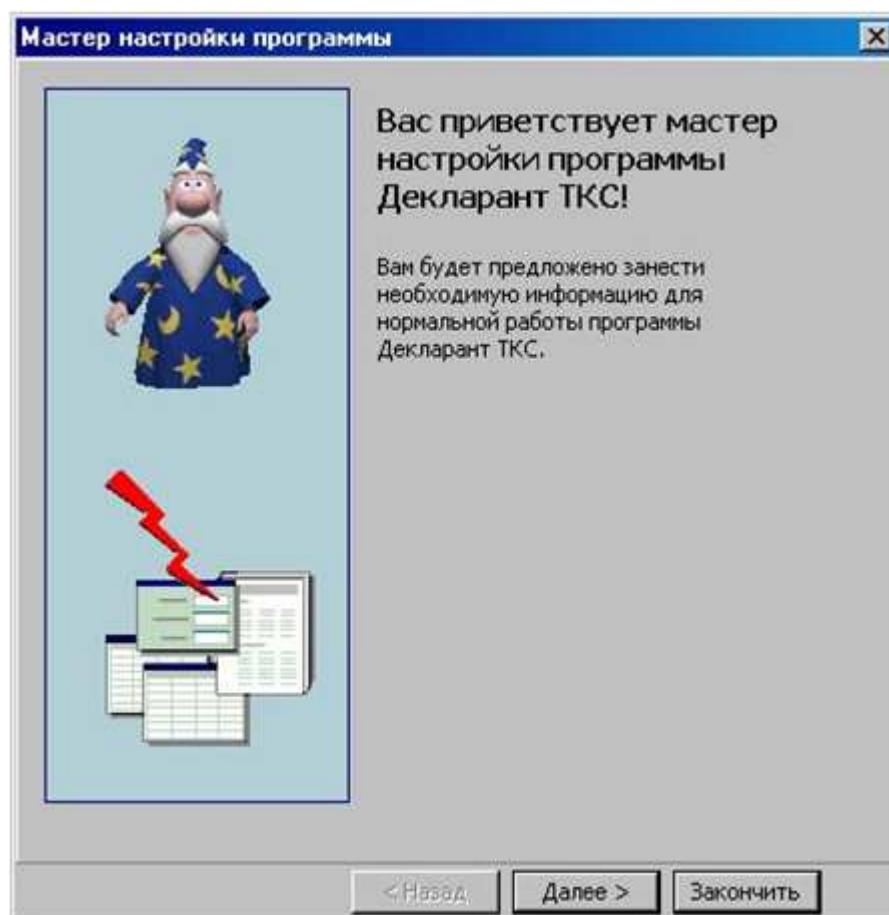 Мастер настройки программы
Вас приветствует мастер
настройки программы
Декларант ТКС!
Вам будет предложено занести
необходимую информацию для
нормальной работы программы
Декларант ТКС.
< Назад
Далее >
Закончить